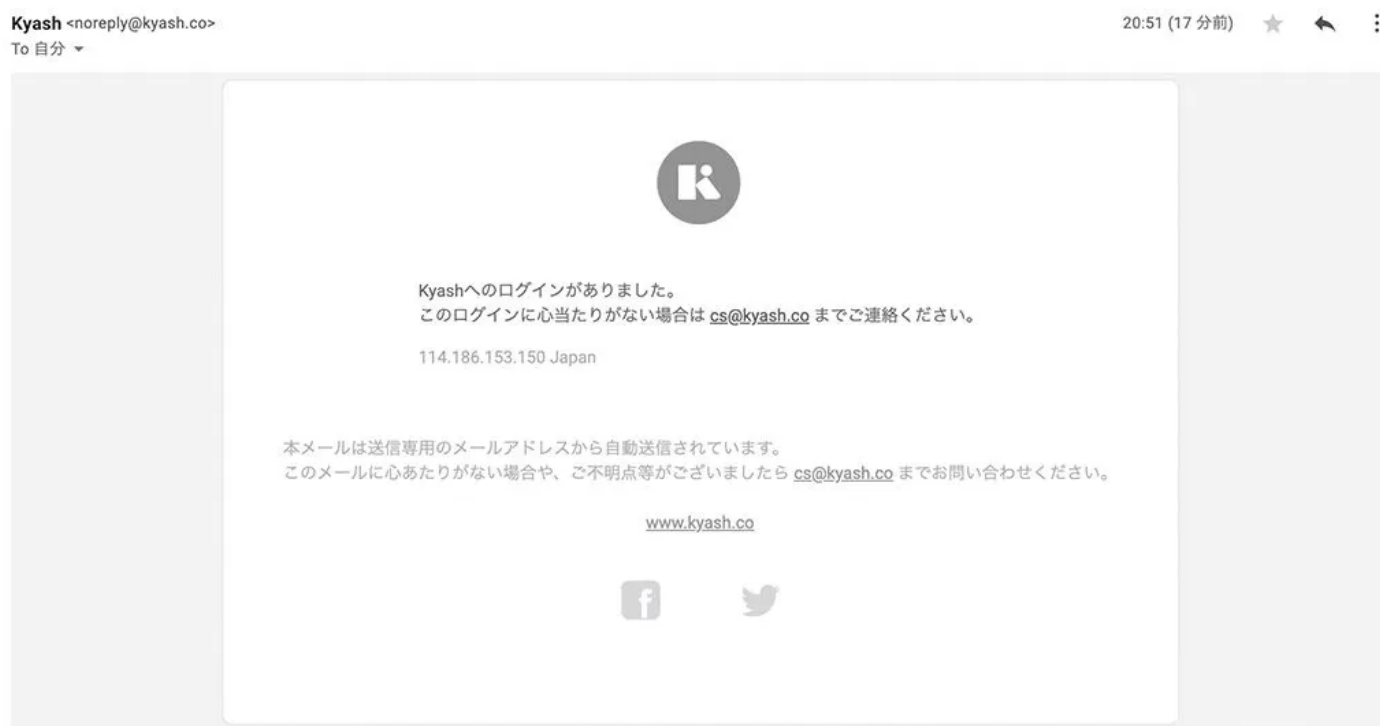 Kyash <noreply@kyash.co>
20:51 (17 分前)
To 自分
Kyashへのログインがありました。
このログインに心当たりがない場合は cs@kyash.co までご連絡ください。
114.186.153.150 Japan
本メールは送信専用のメールアドレスから自動送信されています。
このメールに心あたりがない場合や、ご不明点等がございましたら cs@kyash.co までお問い合わせください。
www.kyash.co